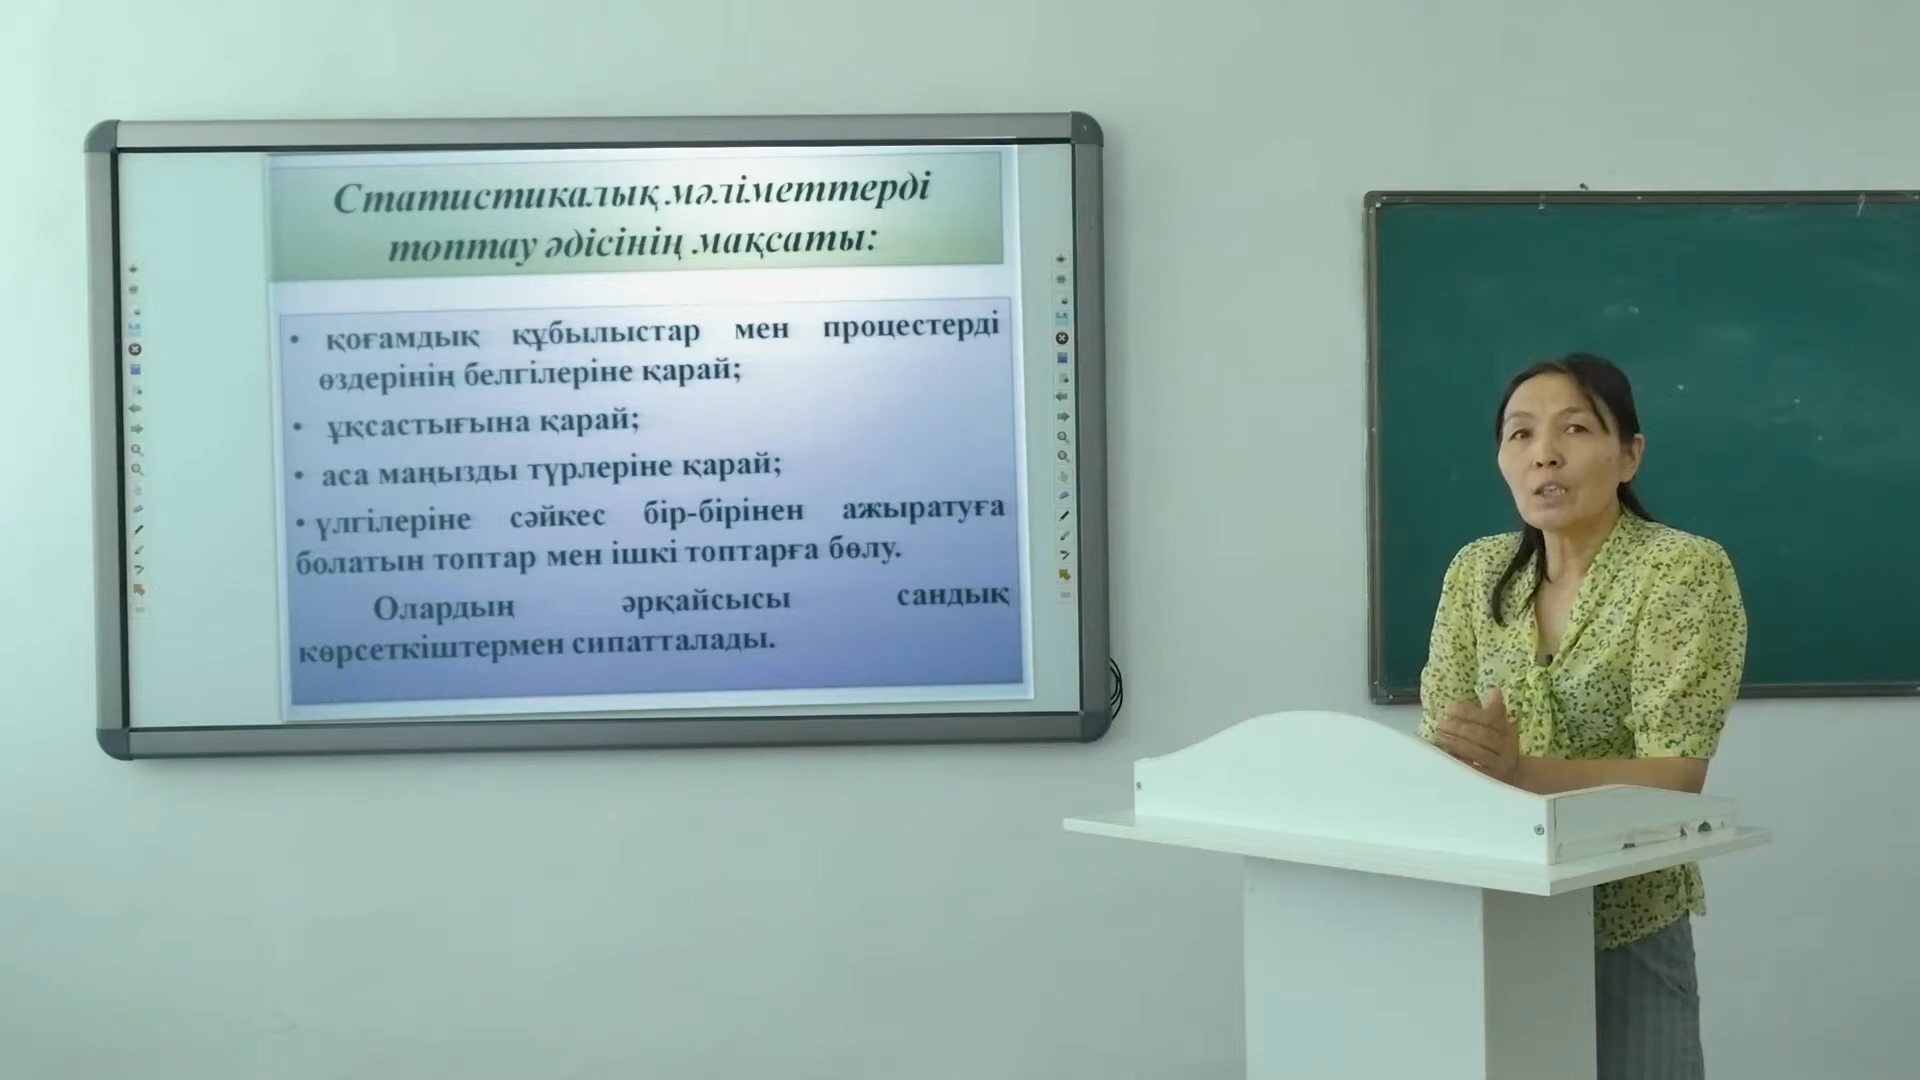 Статистикалық мәліметтерді
топтау әдісінің мақсаты:
• қоғамдық құбылыстар мен процестерді
өздерінің белгілеріне қарай;
• ұқсастығына қарай;
• аса маңызды түрлеріне қарай;
• үлгілеріне сәйкес бір-бірінен ажыратуға
болатын топтар мен ішкі топтарға бөлу.
Олардың әрқайсысы сандық
көрсеткіштермен сипатталады.